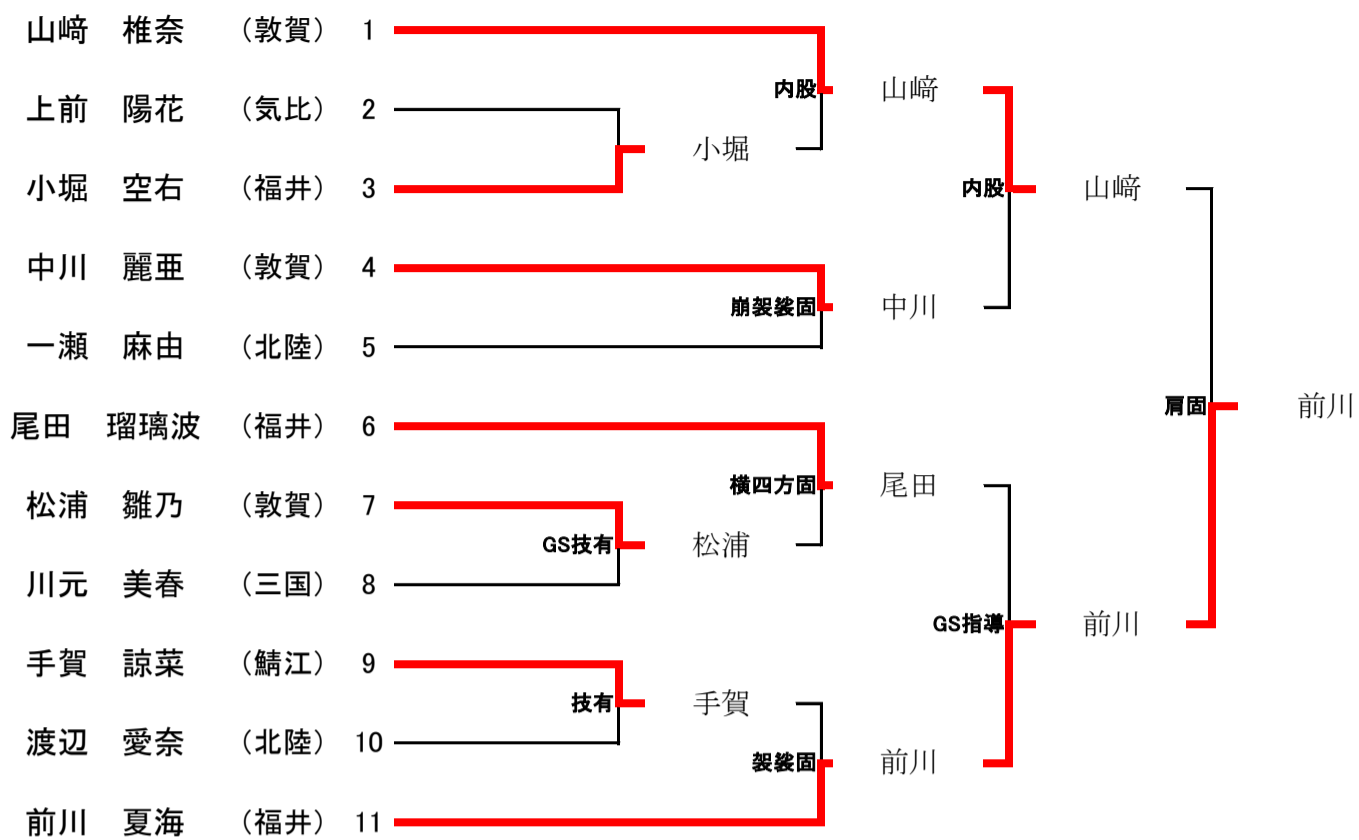 山﨑　椎奈　（敦賀）　1
内股　山﨑
上前　陽花　（気比）　2
小堀
小堀　空右　（福井）　3
内股　山﨑
中川　麗亜　（敦賀）　4
崩袈裟固　中川
一瀬　麻由　（北陸）　5
肩固　前川
尾田　瑠璃波　（福井）　6
横四方固　尾田
松浦　雛乃　（敦賀）　7
GS技有　松浦
川元　美春　（三国）　8
GS指導　前川
手賀　諒菜　（鯖江）　9
技有　手賀
渡辺　愛奈　（北陸）　10
袈裟固　前川
前川　夏海　（福井）　11